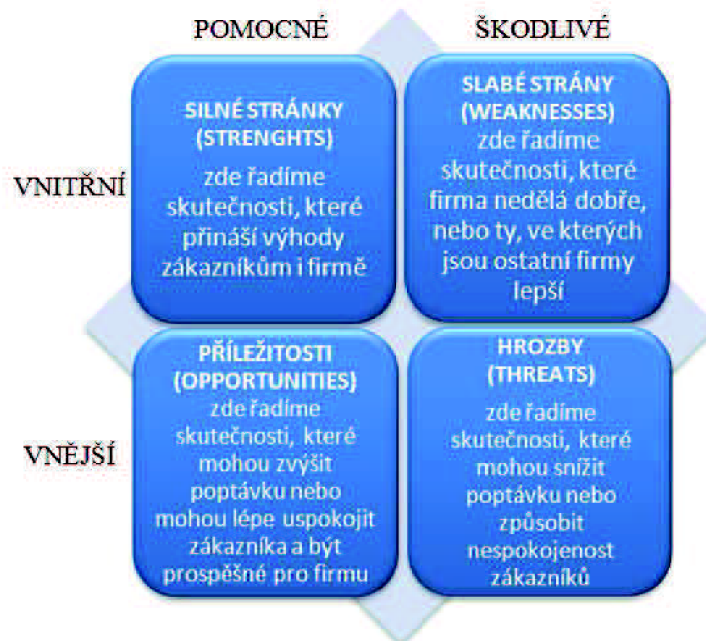 POMOCNÉ
ŠKODLIVÉ
VNITŘNÍ
SILNÉ STRÁNKY
(STRENGHTS)
zde řadíme
skutečnosti, které
přináší výhody
zákazníkům i firmě
SLABÉ STRÁNY
(WEAKNESSES)
zde řadíme
skutečnosti, které
firma nedělá dobře,
nebo ty, ve kterých
jsou ostatní firmy
lepší
VNĚJŠÍ
PŘÍLEŽITOSTI
(OPPORTUNITIES)
zde řadíme
skutečnosti, které
mohou zvýšit
poptávku nebo
mohou lépe uspokojit
zákazníka a být
prospěšné pro firmu
HROZBY
(THREATS)
zde řadíme
skutečnosti, které
mohou snížit
poptávku nebo
způsobit
nespokojenost
zákazníků